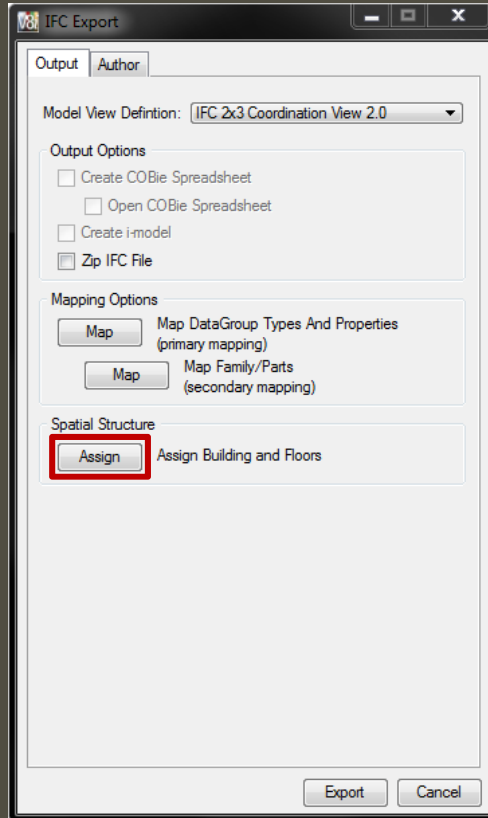 V8i IFC Export
Output Author
Model View Defintion: IFC 2x3 Coordination View 2.0
Output Options
Create COBie Spreadsheet
Open COBie Spreadsheet
Create i-model
Zip IFC File
Mapping Options
Map Map DataGroup Types And Properties
(primary mapping)
Map Map Family/Parts
(secondary mapping)
Spatial Structure
Assign Assign Building and Floors
Export Cancel